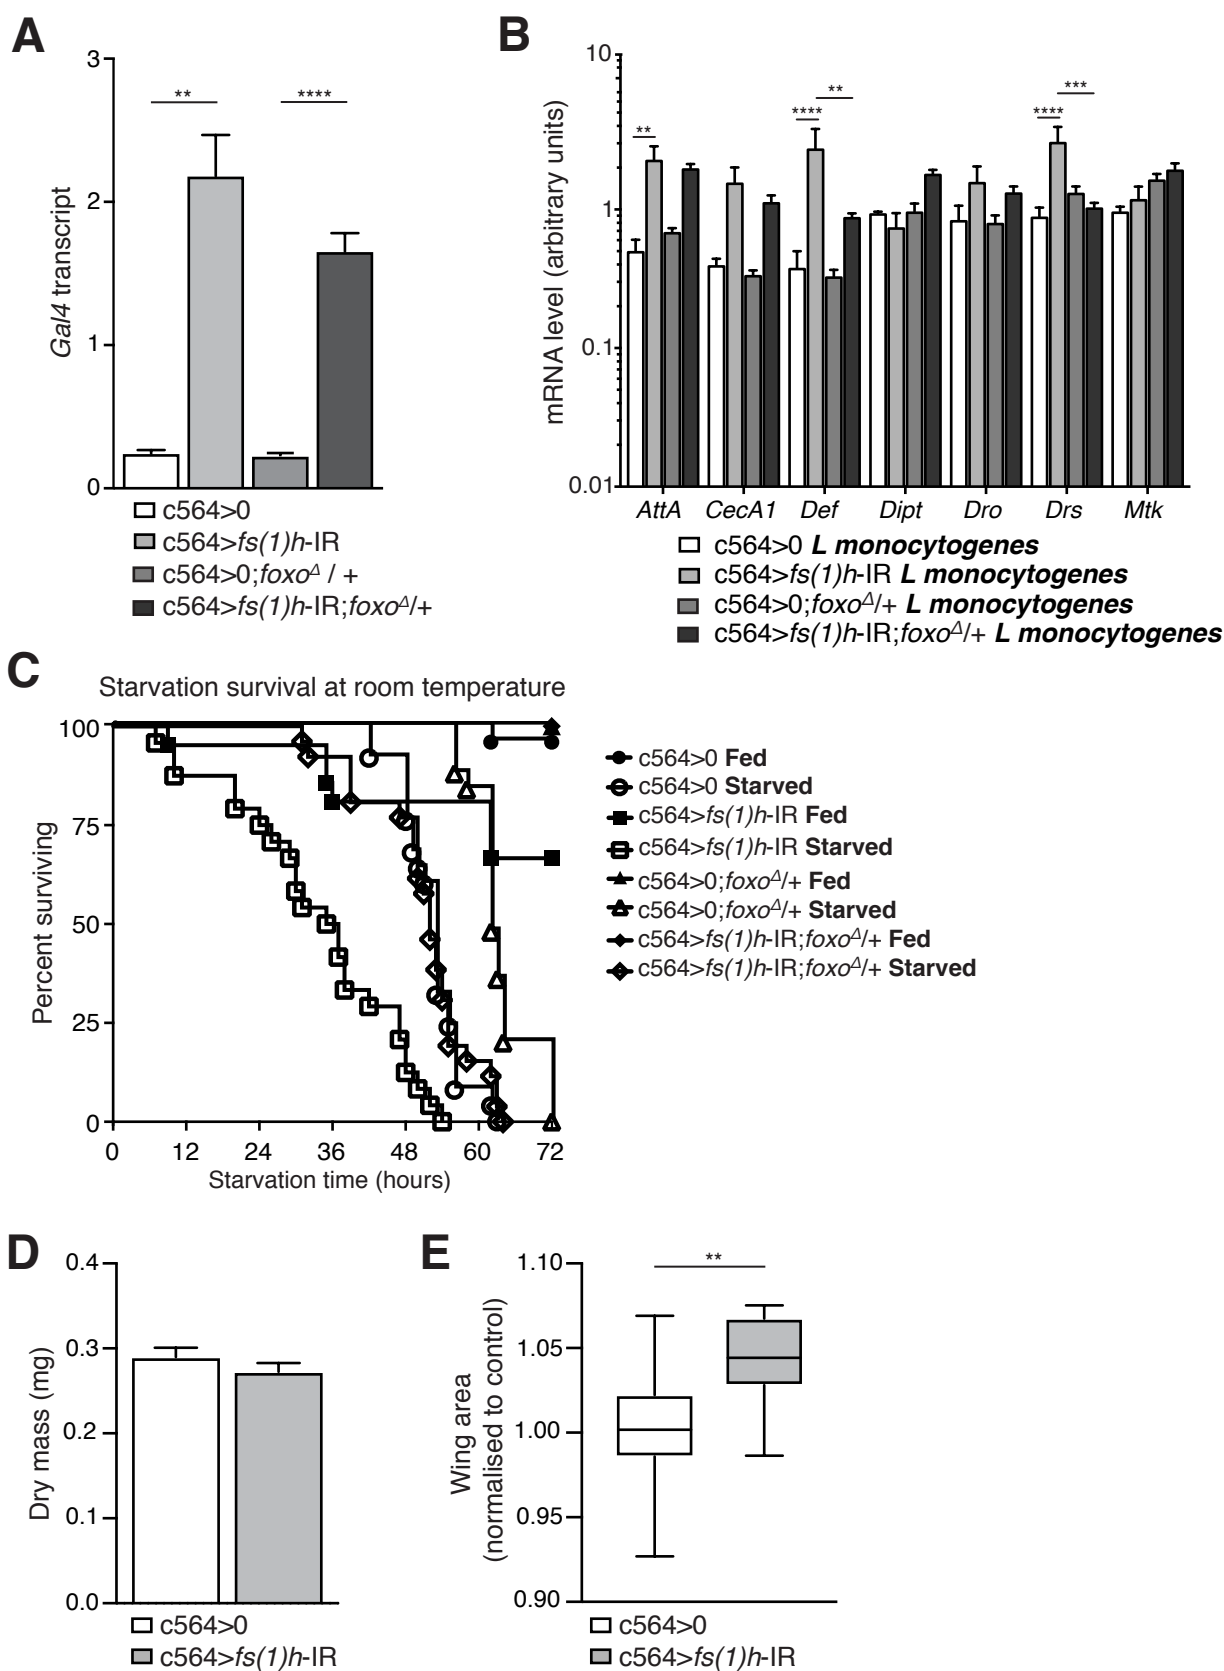 A
3
2
1
0
Gal4 transcript
**
****
c564>0
c564>fs(1)h-IR
c564>0;foxoΔ / +
c564>fs(1)h-IR;foxoΔ/+
B
10
1
0.1
0.01
mRNA level (arbitrary units)
**
****
**
****
***
AttA CecA1 Def Dipt Dro Drs Mtk
c564>0 L monocytogenes
c564>fs(1)h-IR L monocytogenes
c564>0;foxoΔ/+ L monocytogenes
c564>fs(1)h-IR;foxoΔ/+ L monocytogenes
C
Starvation survival at room temperature
100
75
50
25
0
Percent surviving
0 12 24 36 48 60 72
Starvation time (hours)
c564>0 Fed
c564>0 Starved
c564>fs(1)h-IR Fed
c564>fs(1)h-IR Starved
c564>0;foxoΔ/+ Fed
c564>0;foxoΔ/+ Starved
c564>fs(1)h-IR;foxoΔ/+ Fed
c564>fs(1)h-IR;foxoΔ/+ Starved
D
0.4
0.3
0.2
0.1
0.0
Dry mass (mg)
c564>0
c564>fs(1)h-IR
E
1.10
1.05
1.00
0.95
0.90
Wing area
(normalised to control)
**
c564>0
c564>fs(1)h-IR